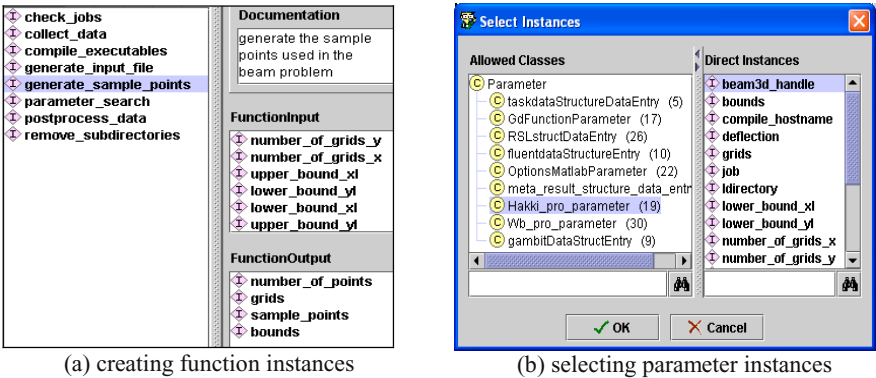 check_jobs
collect_data
compile_executables
generate_input_file
generate_sample_points
parameter_search
postprocess_data
remove_subdirectories
Documentation
generate the sample
points used in the
beam problem
FunctionInput
number_of_grids_y
number_of_grids_x
upper_bound_xl
lower_bound_yl
lower_bound_xl
upper_bound_yl
FunctionOutput
number_of_points
grids
sample_points
bounds
(a) creating function instances
Select Instances
Allowed Classes
Parameter
taskdataStructureDataEntry (5)
GdFunctionParameter (17)
RSLstructDataEntry (26)
fluentdataStructureEntry (10)
OptionsMatlabParameter (22)
meta_result_structure_data_entr
Hakki_pro_parameter (19)
Wb_pro_parameter (30)
gambitDataStructEntry (9)
Direct Instances
beam3d_handle
bounds
compile_hostname
deflection
grids
job
ldirectory
lower_bound_xl
lower_bound_yl
number_of_grids_x
number_of_grids_y
OK
Cancel
(b) selecting parameter instances